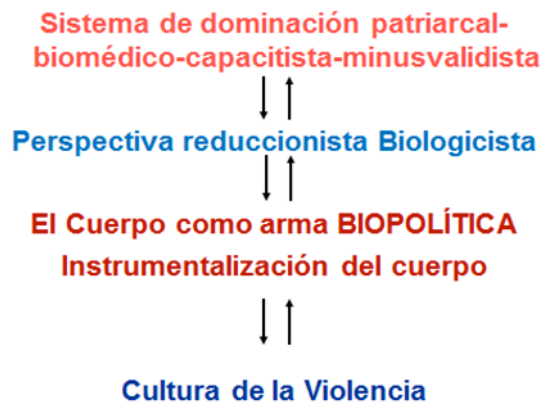 Sistema de dominación patriarcal-
biomédico-capacitista-minusvalidista
Perspectiva reduccionista Biologicista
El Cuerpo como arma BIOPOLÍTICA
Instrumentalización del cuerpo
Cultura de la Violencia